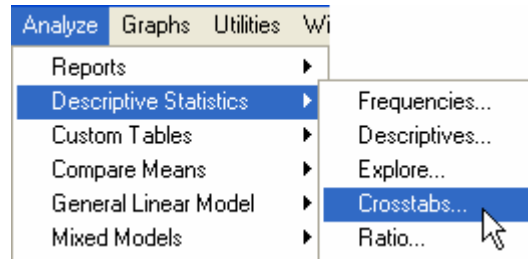 Analyze Graphs Utilities Wi
Reports
Descriptive Statistics
Custom Tables
Compare Means
General Linear Model
Mixed Models
Frequencies...
Descriptives...
Explore...
Crosstabs...
Ratio...